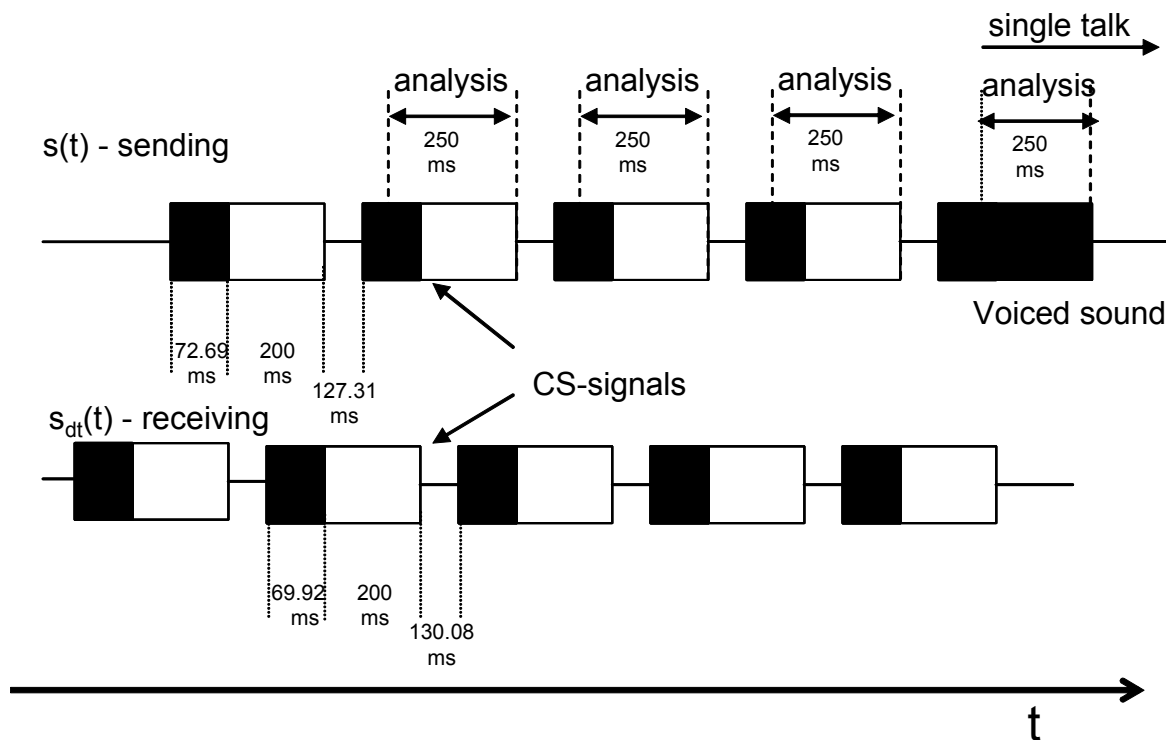 single talk
analysis
analysis
analysis
analysis
s(t) - sending
250
ms
250
ms
250
ms
250
ms
Voiced sound
72.69
ms
200
ms
127.31
ms
CS-signals
s_dt(t) - receiving
69.92
ms
200
ms
130.08
ms
t